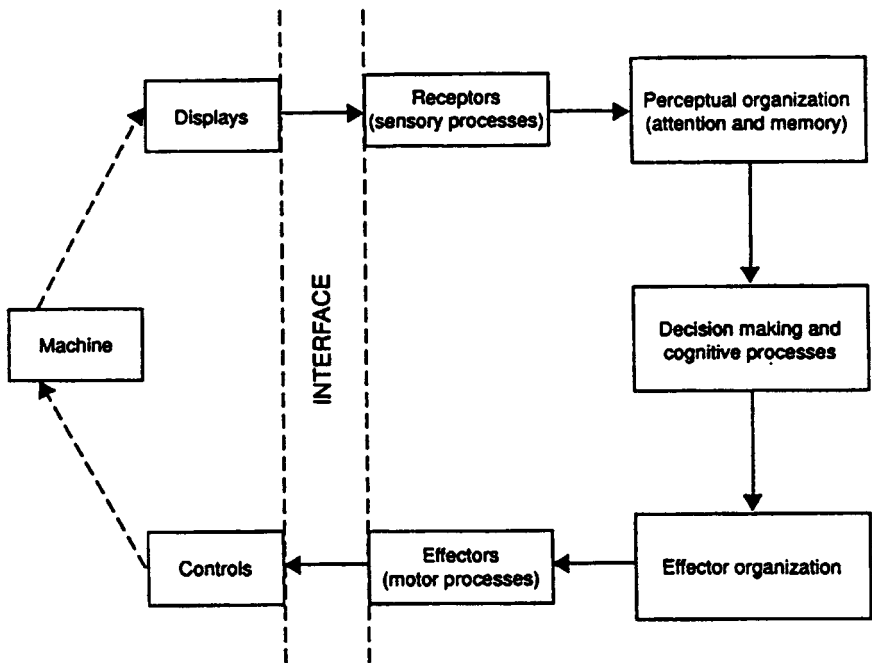 Displays
Receptors
(sensory processes)
Perceptual organization
(attention and memory)
INTERFACE
Machine
Decision making and
cognitive processes
Controls
Effectors
(motor processes)
Effector organization